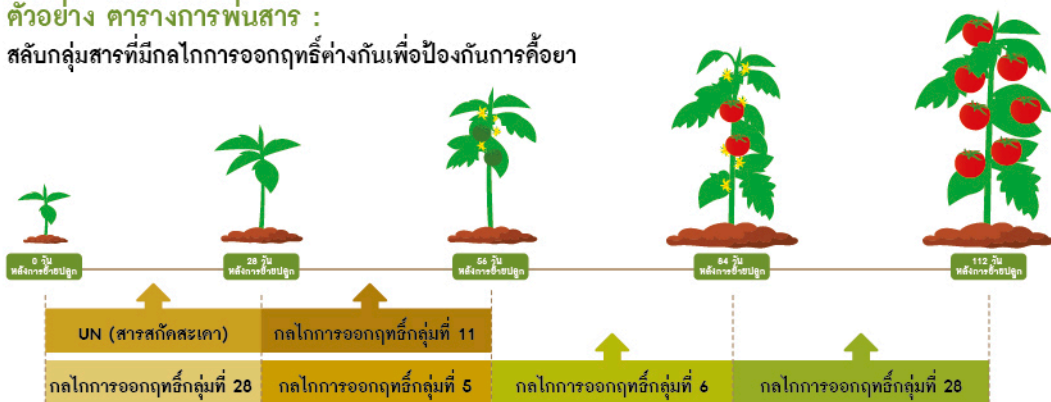 ตัวอย่าง ตารางการพ่นสาร :
สลับกลุ่มสารที่มีกลไกการออกฤทธิ์ต่างกันเพื่อป้องกันการดื้อยา
0 วัน
หลังการย้ายปลูก
28 วัน
หลังการย้ายปลูก
56 วัน
หลังการย้ายปลูก
84 วัน
หลังการย้ายปลูก
112 วัน
หลังการย้ายปลูก
UN (สารสกัดสะเดา)
กลไกการออกฤทธิ์กลุ่มที่ 11
กลไกการออกฤทธิ์กลุ่มที่ 28
กลไกการออกฤทธิ์กลุ่มที่ 5
กลไกการออกฤทธิ์กลุ่มที่ 6
กลไกการออกฤทธิ์กลุ่มที่ 28